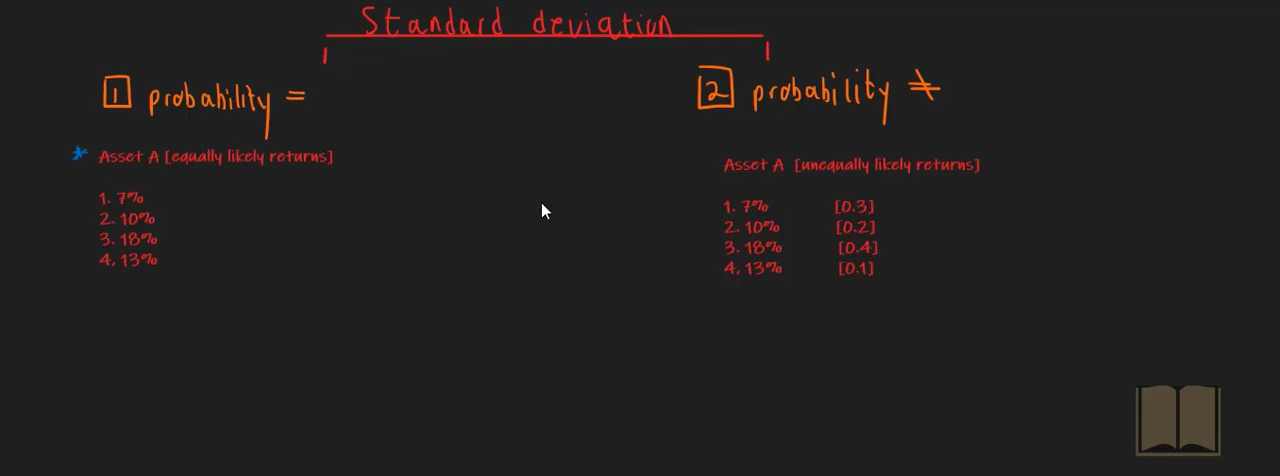 Standard deviation
1 probability =
2 probability ≠
* Asset A [equally likely returns]
1. 7%
2. 10%
3. 18%
4, 13%
Asset A [unequally likely returns]
1. 7% [0.3]
2. 10% [0.2]
3. 18% [0.4]
4, 13% [0.1]